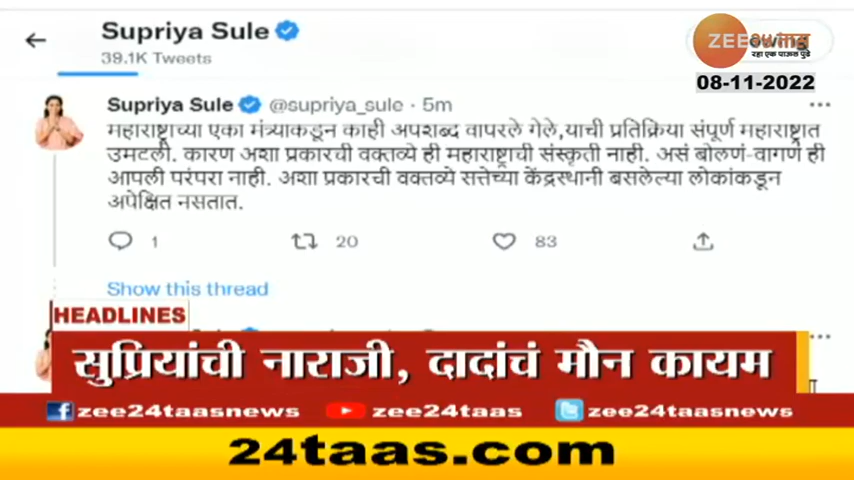 Supriya Sule
39.1K Tweets
ZEE २४ तास
रहा एक पाऊल पुढे
08-11-2022
Supriya Sule @supriya_sule · 5m
महाराष्ट्राच्या एका मंत्र्याकडून काही अपशब्द वापरले गेले,याची प्रतिक्रिया संपूर्ण महाराष्ट्रात
उमटली. कारण अशा प्रकारची वक्तव्ये ही महाराष्ट्राची संस्कृती नाही. असं बोलणं-वागणं ही
आपली परंपरा नाही. अशा प्रकारची वक्तव्ये सत्तेच्या केंद्रस्थानी बसलेल्या लोकांकडून
अपेक्षित नसतात.
1 20 83
Show this thread
HEADLINES
सुप्रियांची नाराजी, दादांचं मौन कायम
zee24taasnews zee24taas zee24taasnews
24taas.com